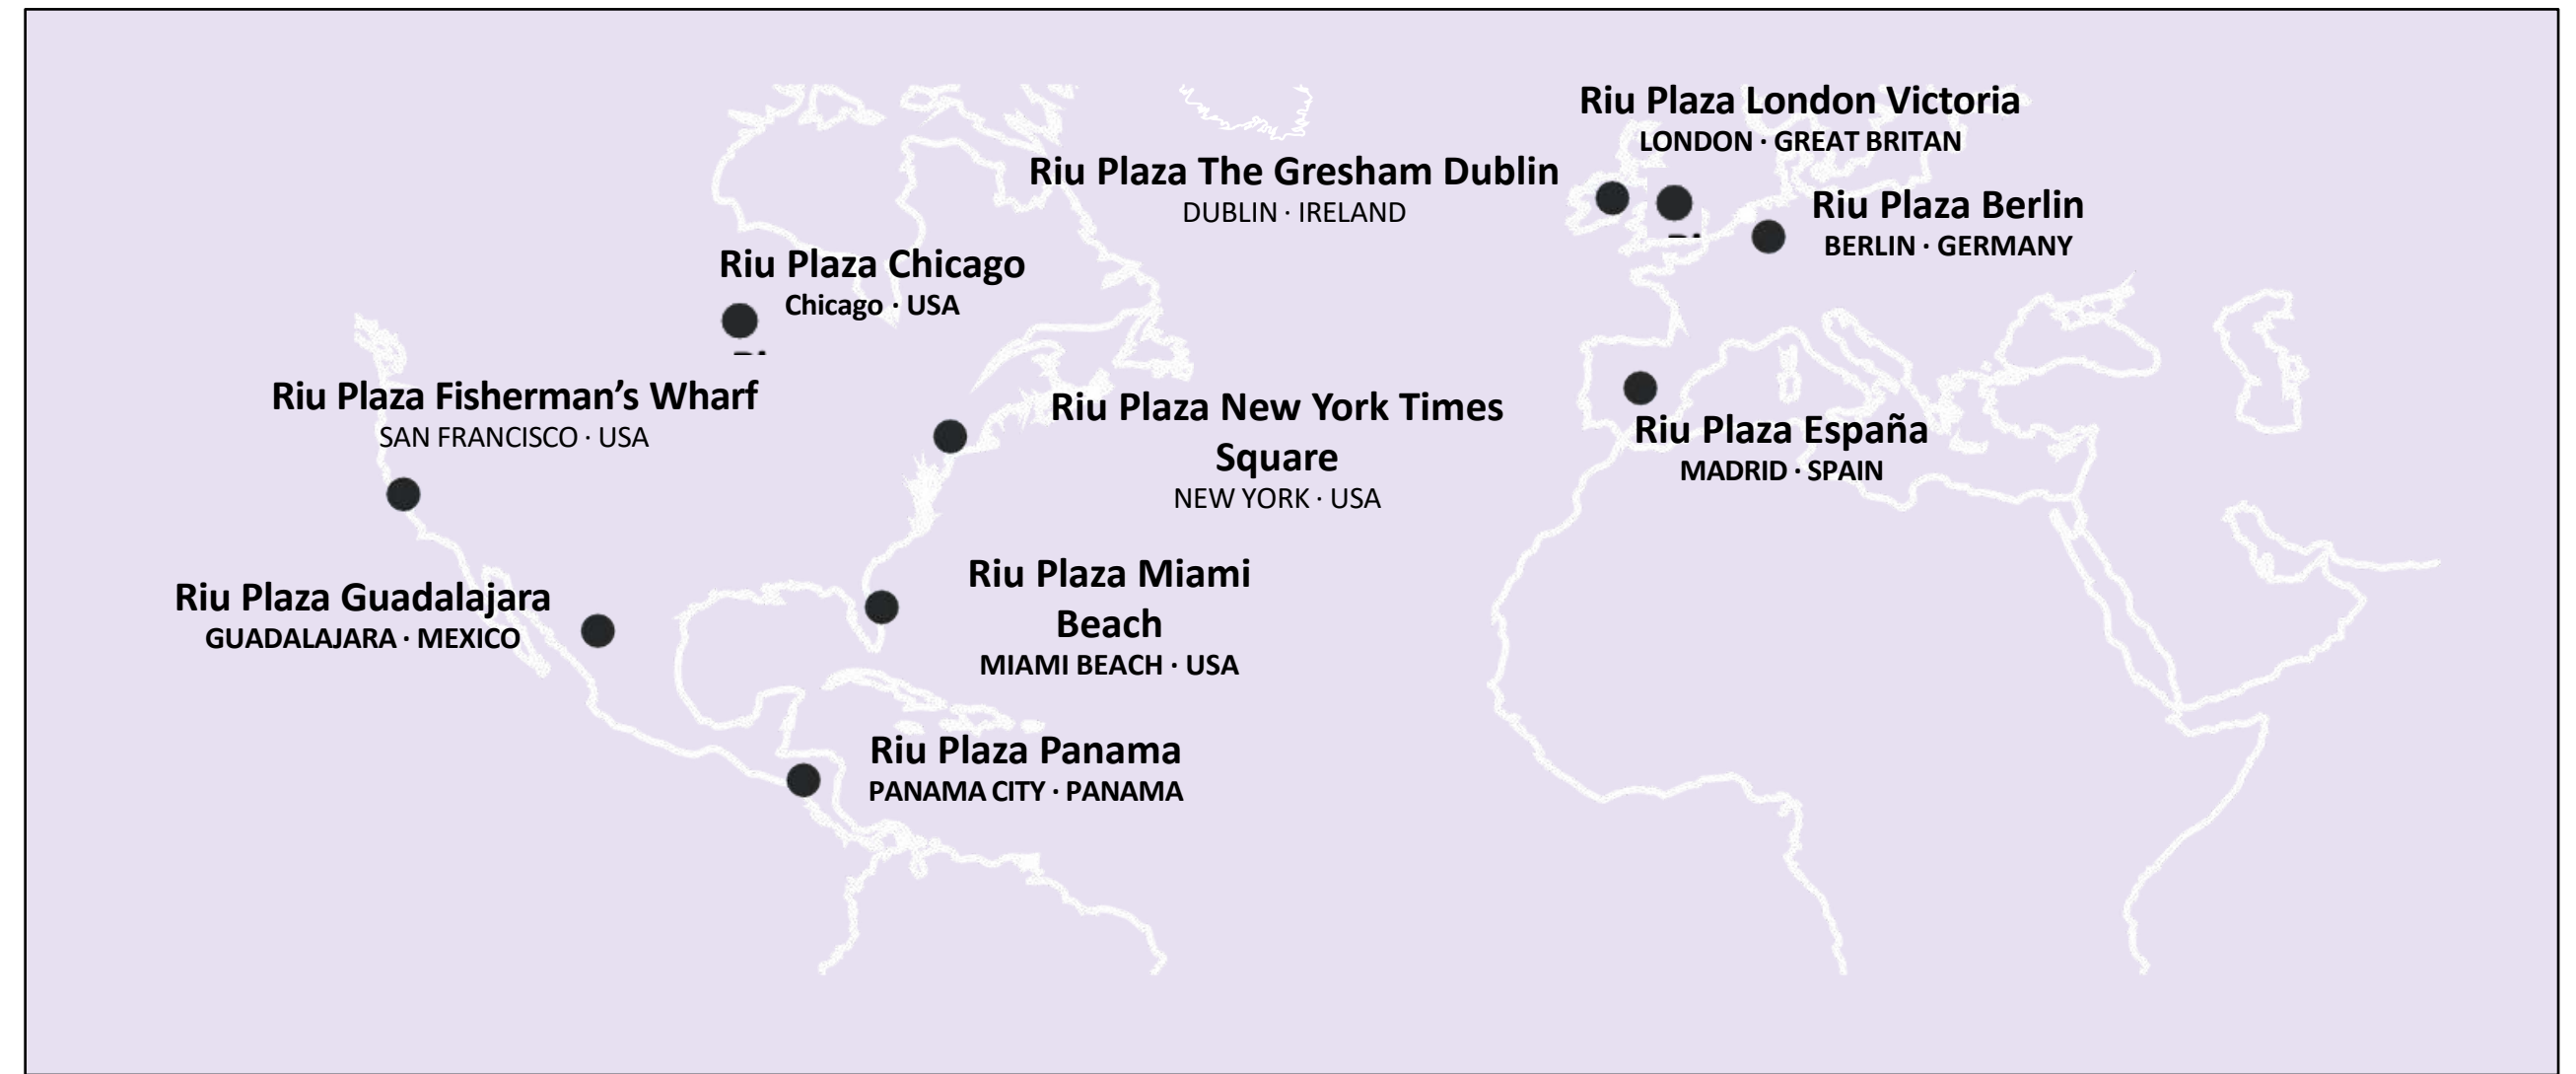 Riu Plaza London Victoria
LONDON · GREAT BRITAN
Riu Plaza The Gresham Dublin
DUBLIN · IRELAND
Riu Plaza Berlin
BERLIN · GERMANY
Riu Plaza Chicago
Chicago · USA
Riu Plaza Fisherman’s Wharf
SAN FRANCISCO · USA
Riu Plaza New York Times
Square
NEW YORK · USA
Riu Plaza España
MADRID · SPAIN
Riu Plaza Miami
Beach
MIAMI BEACH · USA
Riu Plaza Guadalajara
GUADALAJARA · MEXICO
Riu Plaza Panama
PANAMA CITY · PANAMA